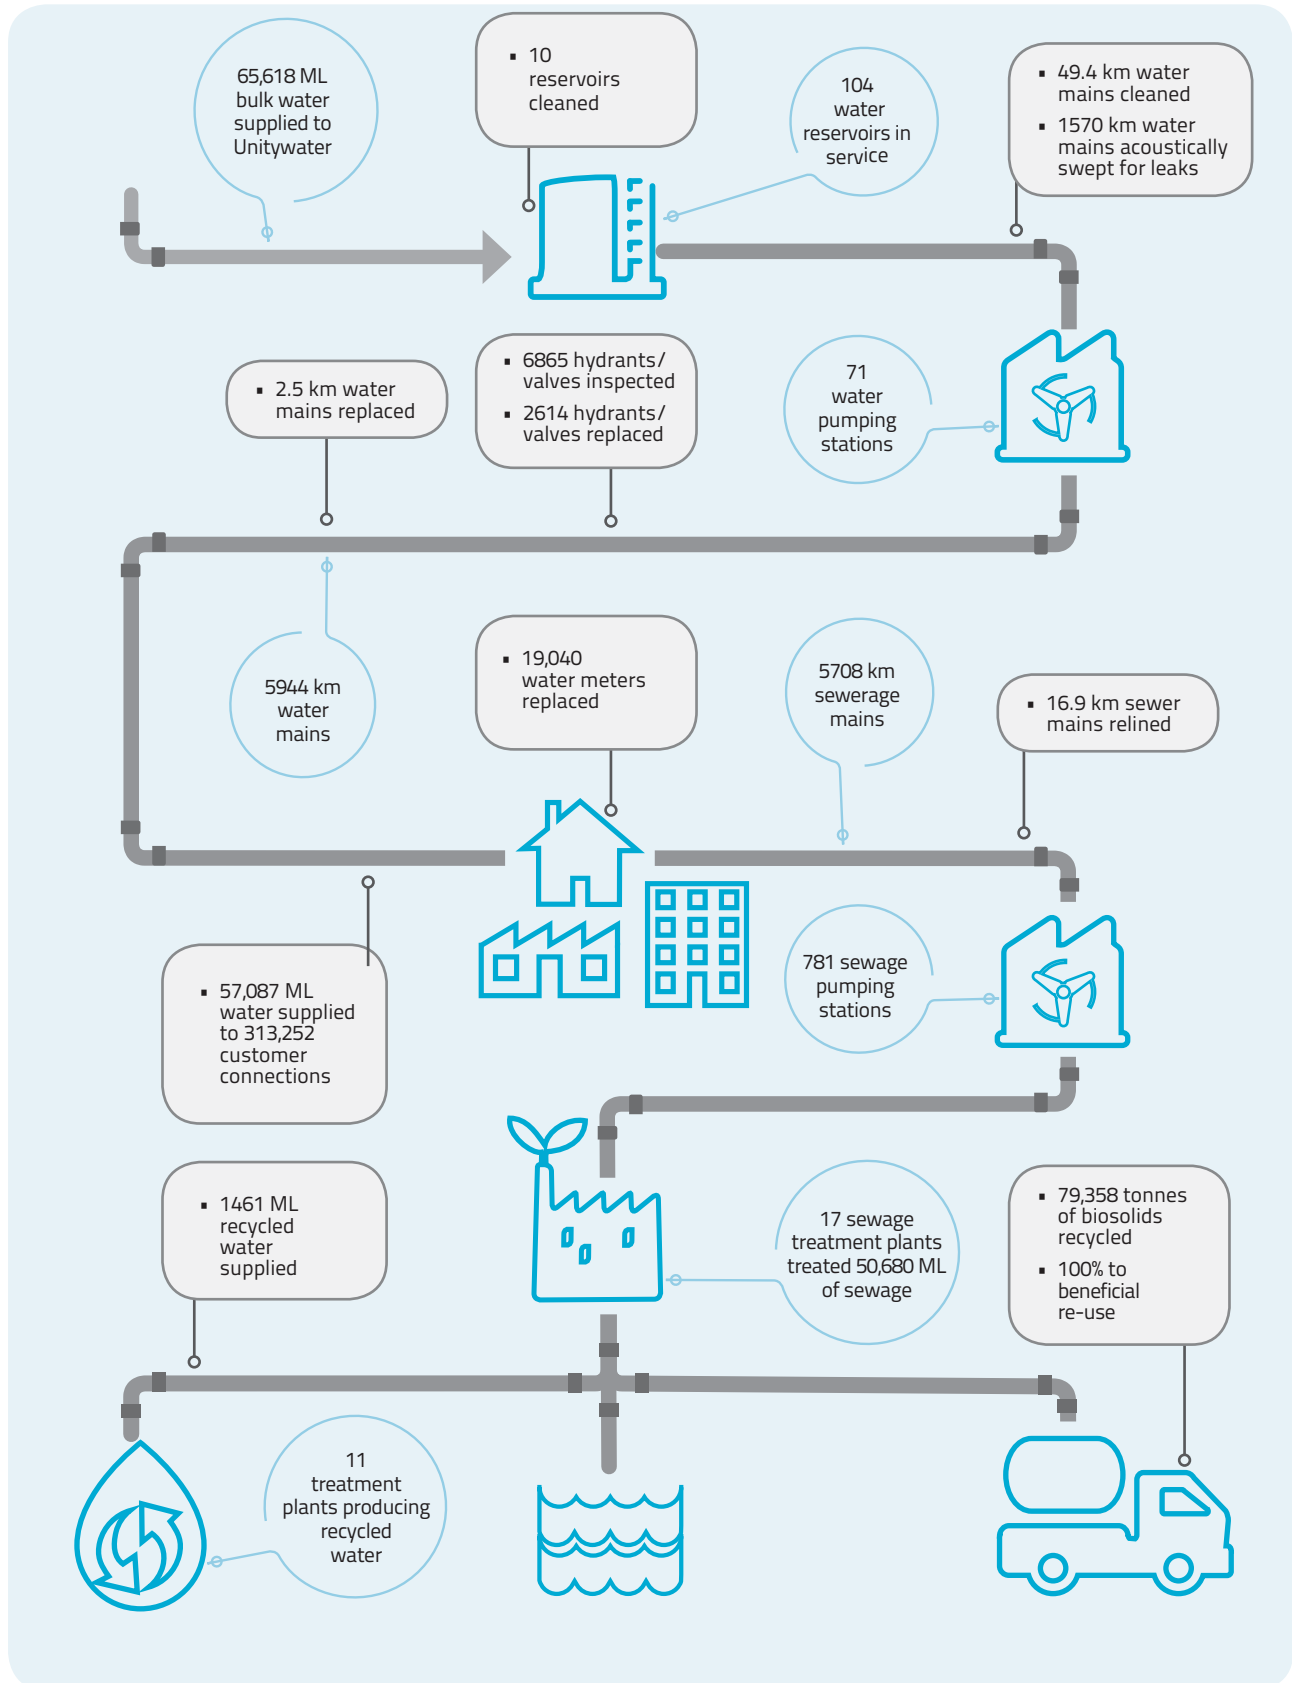 65,618 ML
bulk water
supplied to
Unitywater
▪ 10
reservoirs
cleaned
104
water
reservoirs in
service
▪ 49.4 km water
mains cleaned
▪ 1570 km water
mains acoustically
swept for leaks
▪ 2.5 km water
mains replaced
▪ 6865 hydrants/
valves inspected
▪ 2614 hydrants/
valves replaced
71
water
pumping
stations
5944 km
water
mains
▪ 19,040
water meters
replaced
5708 km
sewerage
mains
▪ 16.9 km sewer
mains relined
▪ 57,087 ML
water supplied
to 313,252
customer
connections
781 sewage
pumping
stations
▪ 1461 ML
recycled
water
supplied
17 sewage
treatment plants
treated 50,680 ML
of sewage
▪ 79,358 tonnes
of biosolids
recycled
▪ 100% to
beneficial
re-use
11
treatment
plants producing
recycled
water